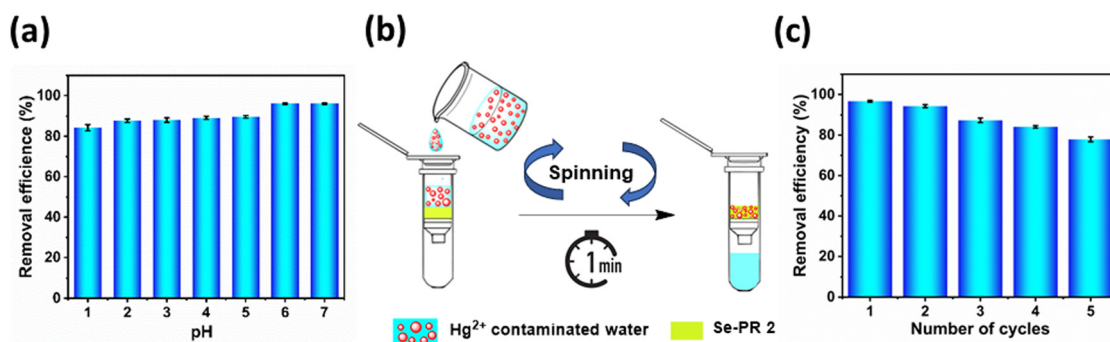 (a)
Removal efficience (%)
100
80
60
40
20
0
1 2 3 4 5 6 7
pH
(b)
Spinning
1 min
Hg²⁺ contaminated water
Se-PR 2
(c)
Removal efficiency (%)
100
80
60
40
20
0
1 2 3 4 5
Number of cycles